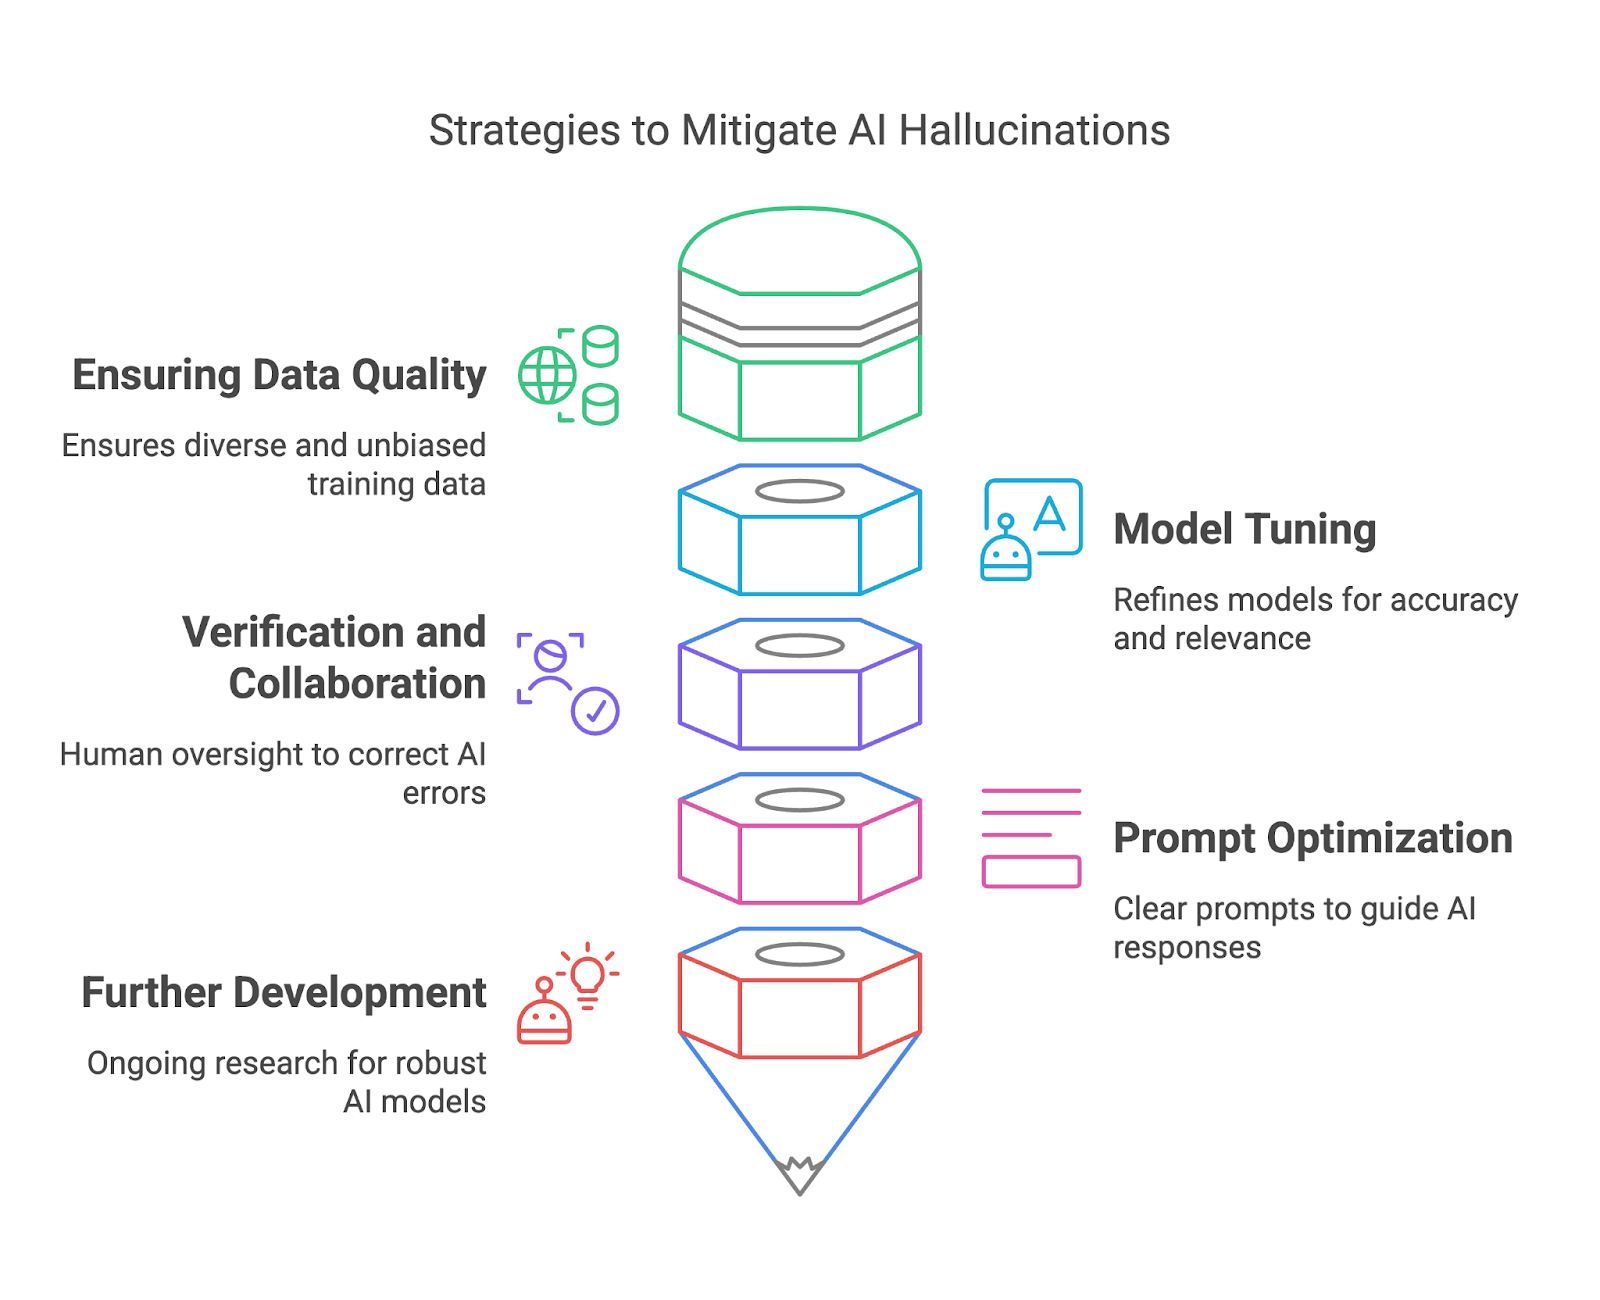 Strategies to Mitigate AI Hallucinations
Ensuring Data Quality
Ensures diverse and unbiased
training data
A
Model Tuning
Refines models for accuracy
and relevance
Verification and
Collaboration
Human oversight to correct AI
errors
Prompt Optimization
Clear prompts to guide AI
responses
Further Development
Ongoing research for robust
AI models